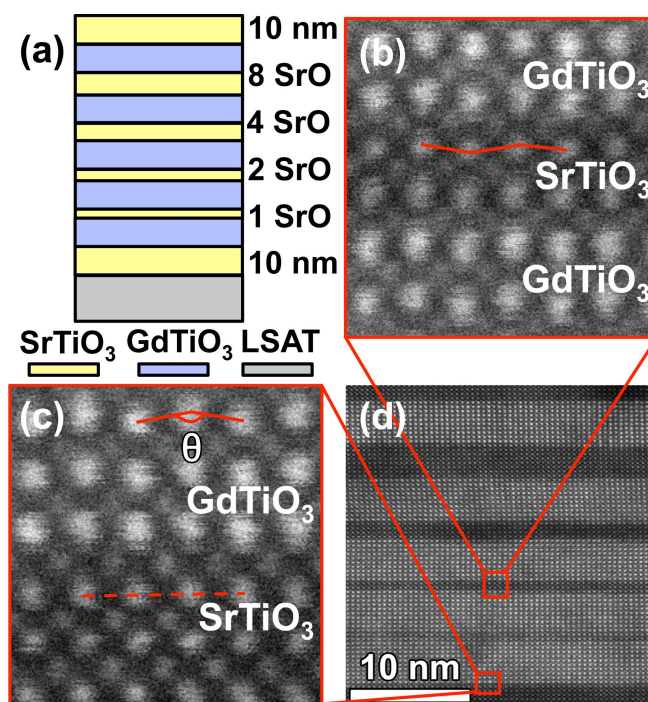 (a)
10 nm
8 SrO
4 SrO
2 SrO
1 SrO
10 nm
SrTiO₃ GdTiO₃ LSAT
(b)
GdTiO₃
SrTiO₃
GdTiO₃
(c)
θ
GdTiO₃
SrTiO₃
(d)
10 nm